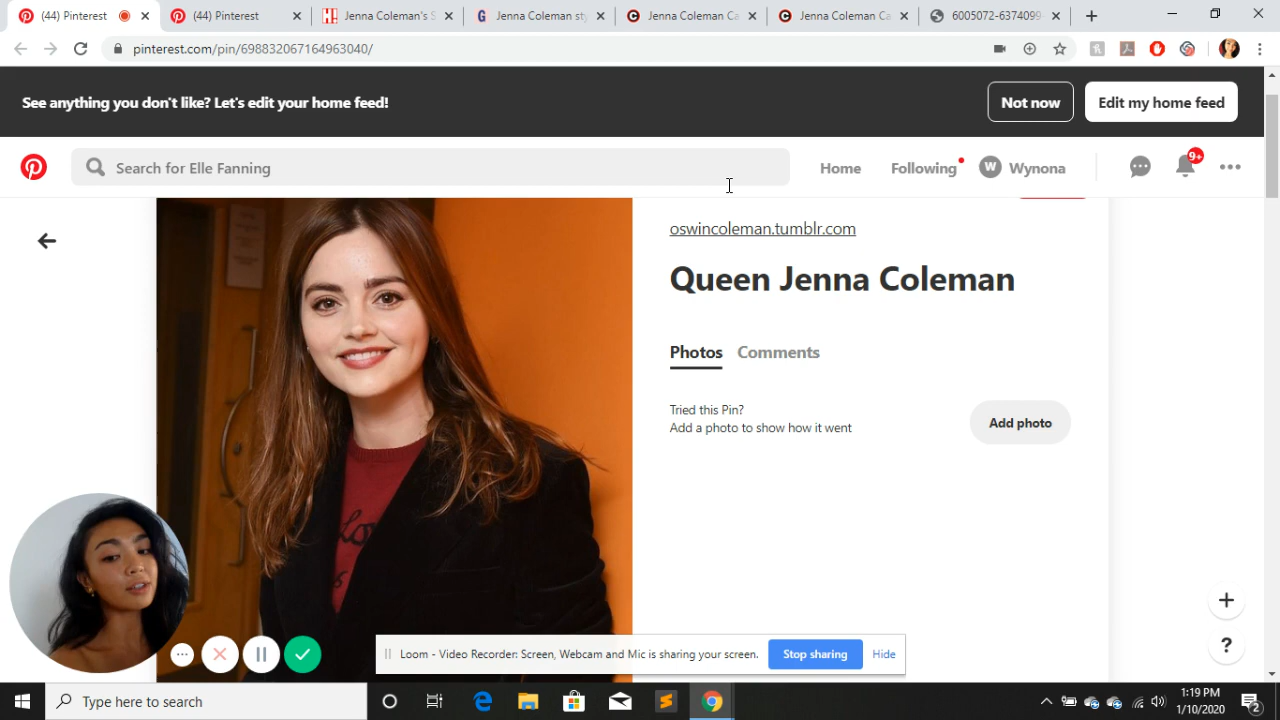 (44) Pinterest
(44) Pinterest
Jenna Coleman's S
Jenna Coleman st
Jenna Coleman Ca
Jenna Coleman Ca
6005072-6374099-
pinterest.com/pin/698832067164963040/
See anything you don't like? Let's edit your home feed!
Not now
Edit my home feed
Search for Elle Fanning
Home
Following
W
Wynona
9+
oswincoleman.tumblr.com
Queen Jenna Coleman
Photos
Comments
Tried this Pin?
Add a photo to show how it went
Add photo
Loom - Video Recorder: Screen, Webcam and Mic is sharing your screen.
Stop sharing
Hide
Type here to search
1:19 PM
1/10/2020
2